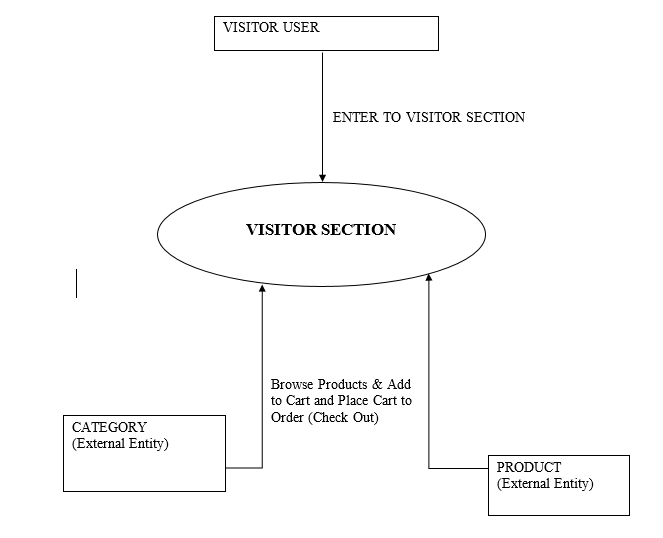 VISITOR USER
ENTER TO VISITOR SECTION
VISITOR SECTION
Browse Products & Add
to Cart and Place Cart to
Order (Check Out)
CATEGORY
(External Entity)
PRODUCT
(External Entity)